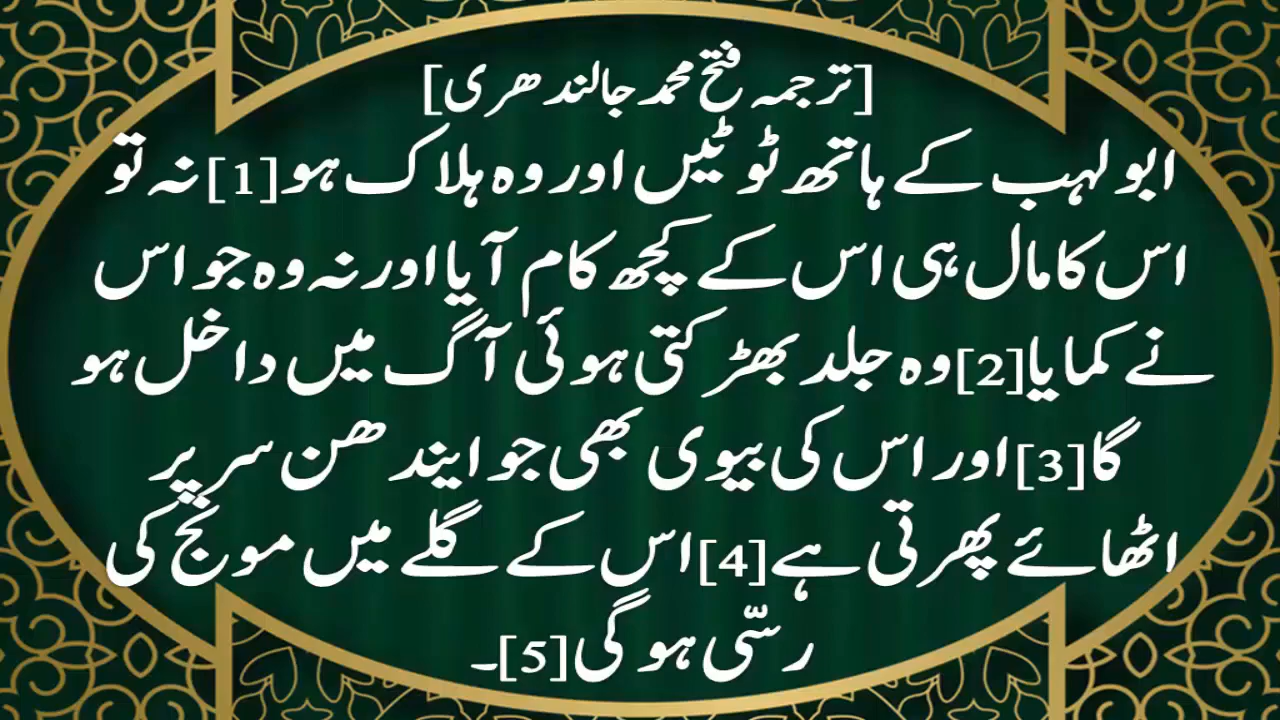 [ترجمہ فتح محمد جالندھری]
ابولہب کے ہاتھ ٹوٹیں اور وہ ہلاک ہو[1]نہ تو
اس کا مال ہی اس کے کچھ کام آیا اور نہ وہ جو اس
نے کمایا[2]وہ جلد بھڑکتی ہوئی آگ میں داخل ہو
گا[3]اور اس کی بیوی بھی جو ایندھن سر پر
اٹھائے پھرتی ہے[4]اس کے گلے میں مونج کی
رسّی ہو گی[5]۔